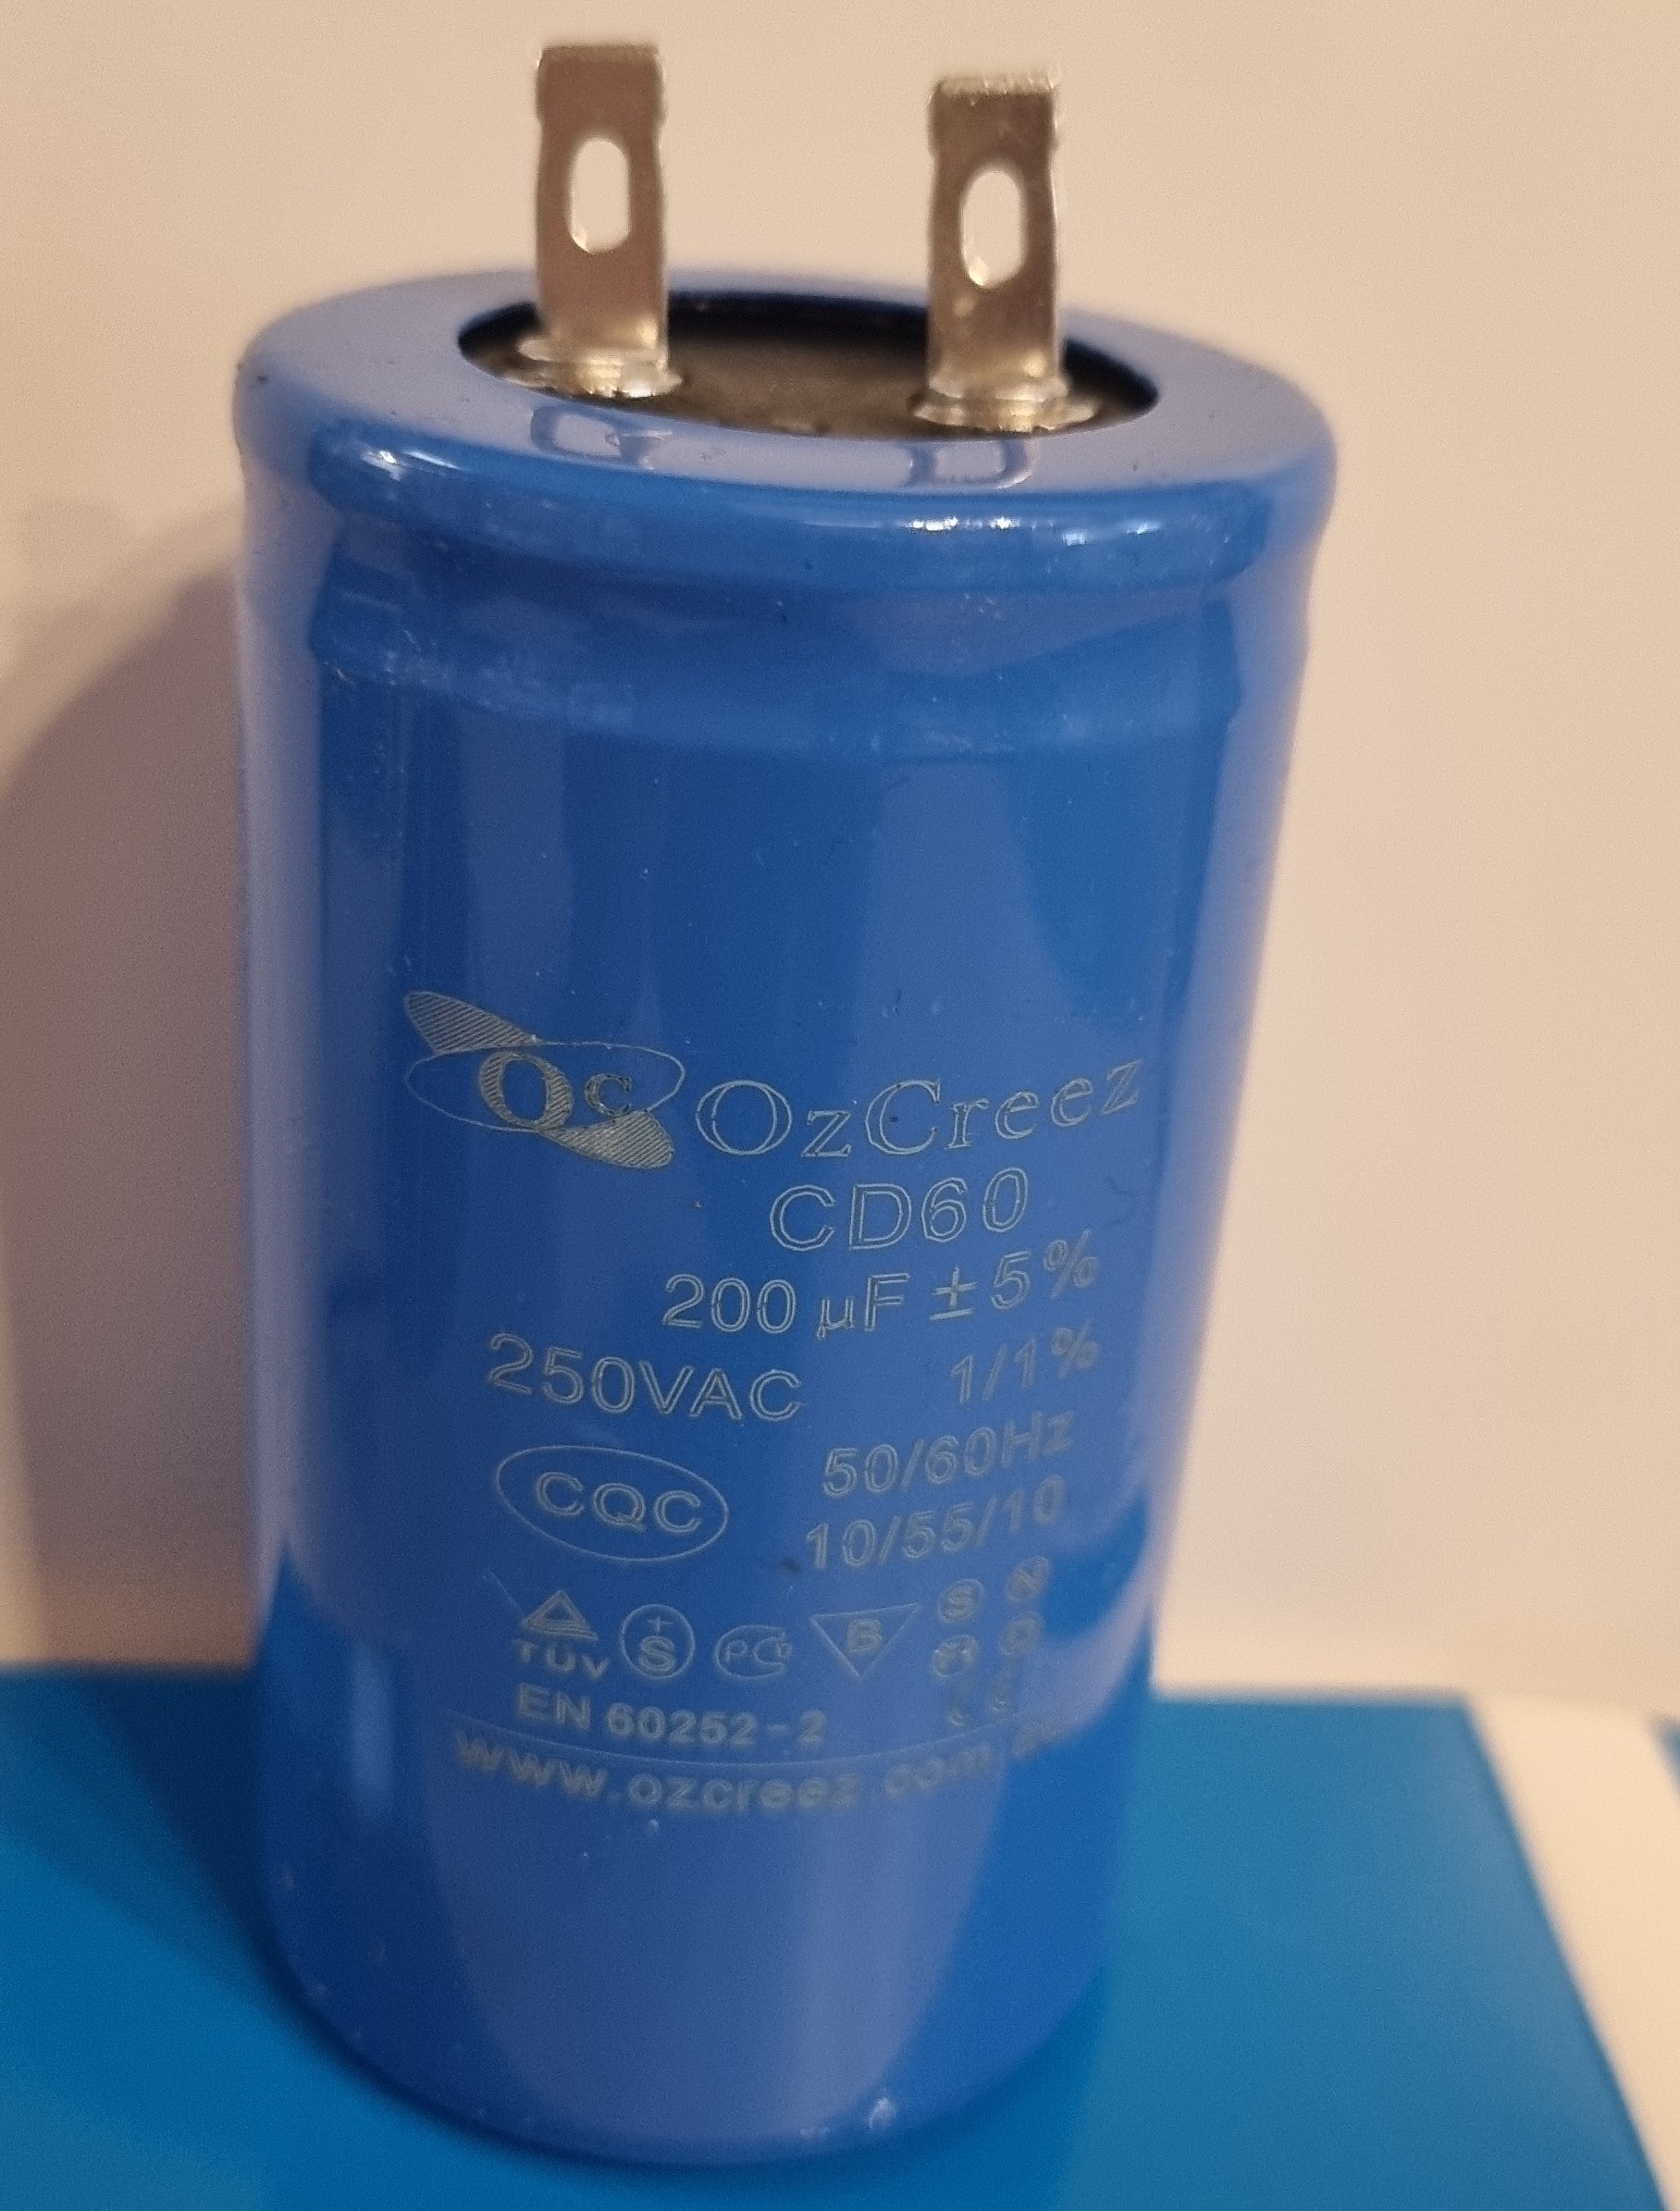 Oc OzCreez
CD60
200 µF ±5%
250VAC 1/1%
50/60Hz
CQC
10/55/10
TÜV S PC B S N
D
EN 60252-2
www.ozcreez.com